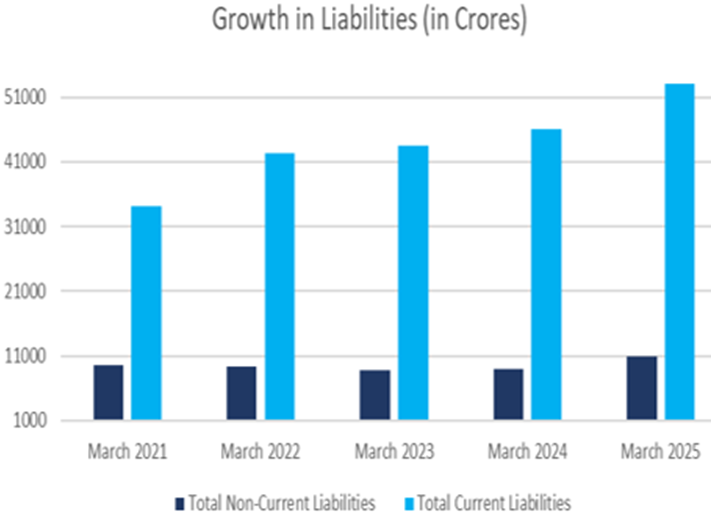 Growth in Liabilities (in Crores)
51000
41000
31000
21000
11000
1000
March 2021 March 2022 March 2023 March 2024 March 2025
Total Non-Current Liabilities Total Current Liabilities